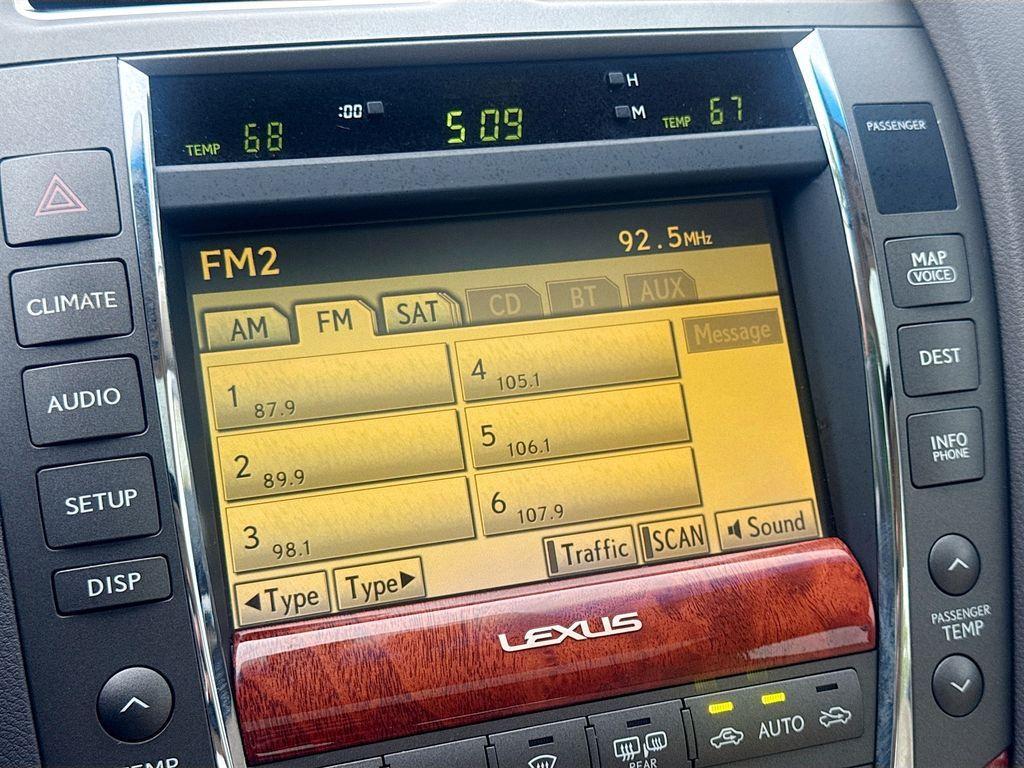 :00
H
M
TEMP 68
5 09
TEMP 67
PASSENGER
CLIMATE
AUDIO
SETUP
DISP
FM2
92.5MHz
AM
FM
SAT
CD
BT
AUX
Message
1 87.9
4 105.1
2 89.9
5 106.1
3 98.1
6 107.9
◀Type
Type▶
Traffic
SCAN
Sound
LEXUS
MAP
VOICE
DEST
INFO
PHONE
PASSENGER
TEMP
TEMP
REAR
AUTO